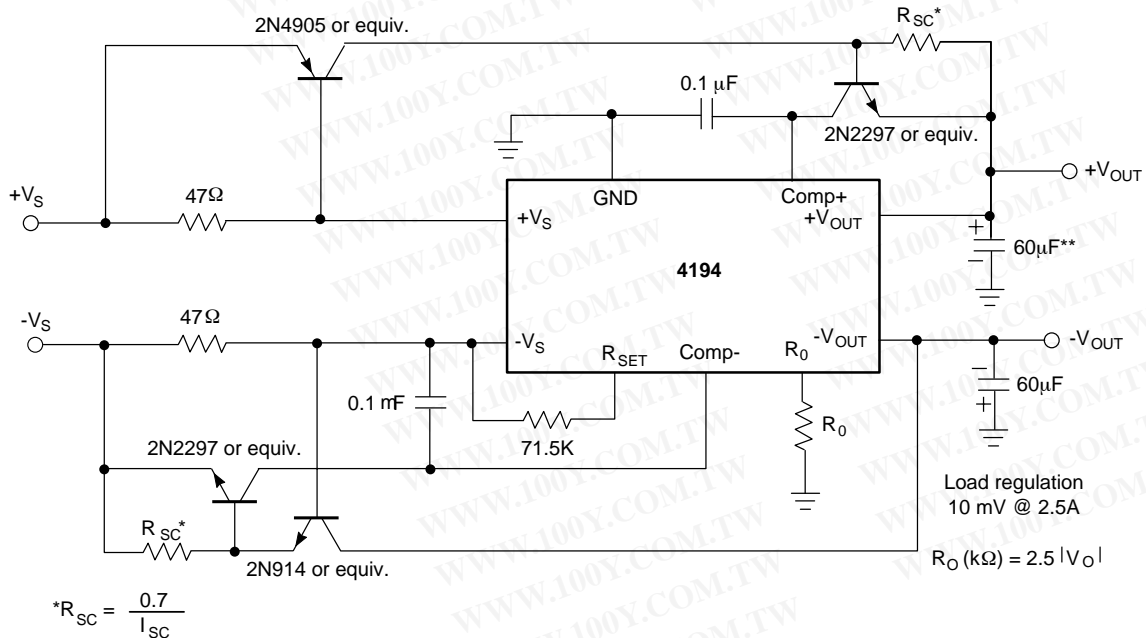 2N4905 or equiv.
R_SC*
0.1 µF
2N2297 or equiv.
+V_S
47Ω
GND
Comp+
+V_OUT
+V_S
+V_OUT
+
−
60µF**
4194
-V_S
47Ω
-V_S
R_SET
Comp-
R_0
-V_OUT
-V_OUT
−
+
60µF
0.1 mF
71.5K
R_0
2N2297 or equiv.
R_SC*
2N914 or equiv.
Load regulation
10 mV @ 2.5A
R_O (kΩ) = 2.5 |V_O|
*R_SC = 0.7 / I_SC
WWW.100Y.COM.TW